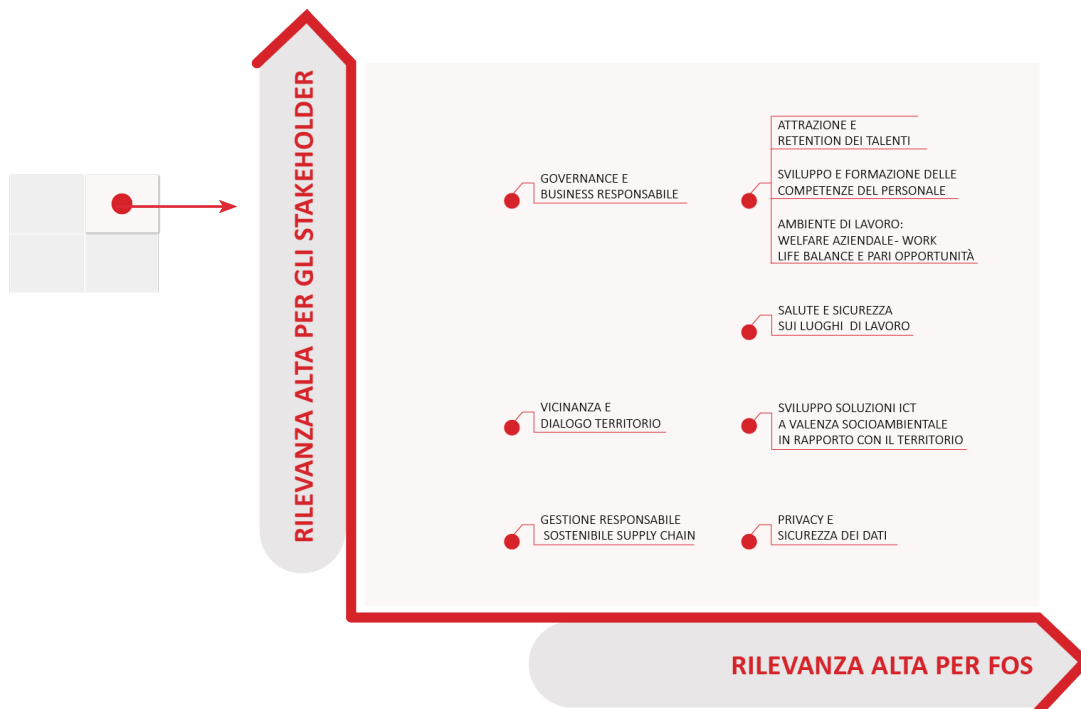 RILEVANZA ALTA PER GLI STAKEHOLDER
GOVERNANCE E
BUSINESS RESPONSABILE
ATTRAZIONE E
RETENTION DEI TALENTI
SVILUPPO E FORMAZIONE DELLE
COMPETENZE DEL PERSONALE
AMBIENTE DI LAVORO:
WELFARE AZIENDALE - WORK
LIFE BALANCE E PARI OPPORTUNITÀ
SALUTE E SICUREZZA
SUI LUOGHI DI LAVORO
VICINANZA E
DIALOGO TERRITORIO
SVILUPPO SOLUZIONI ICT
A VALENZA SOCIOAMBIENTALE
IN RAPPORTO CON IL TERRITORIO
GESTIONE RESPONSABILE
SOSTENIBILE SUPPLY CHAIN
PRIVACY E
SICUREZZA DEI DATI
RILEVANZA ALTA PER FOS